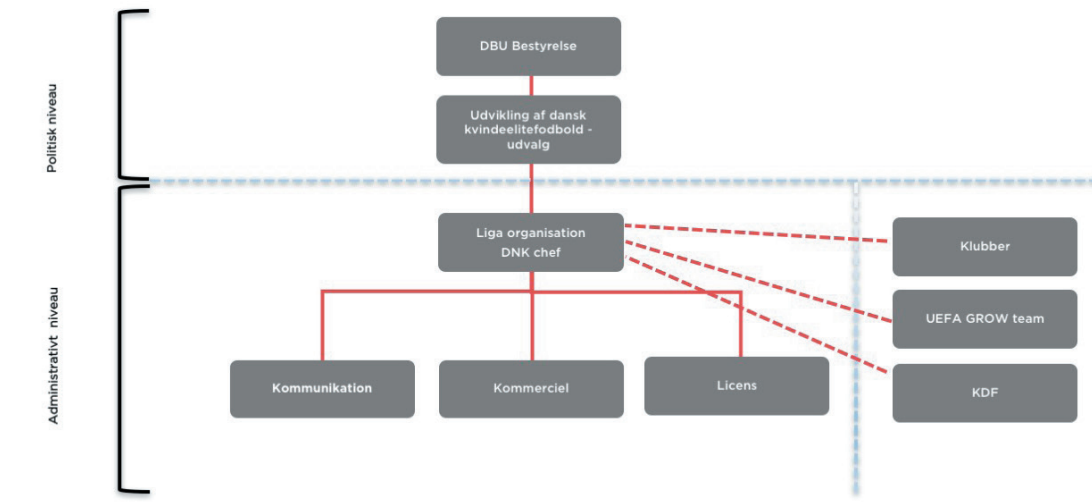 Politisk niveau
DBU Bestyrelse
Udvikling af dansk
kvindeelitefodbold -
udvalg
Administrativt niveau
Liga organisation
DNK chef
Klubber
UEFA GROW team
KDF
Kommunikation
Kommerciel
Licens